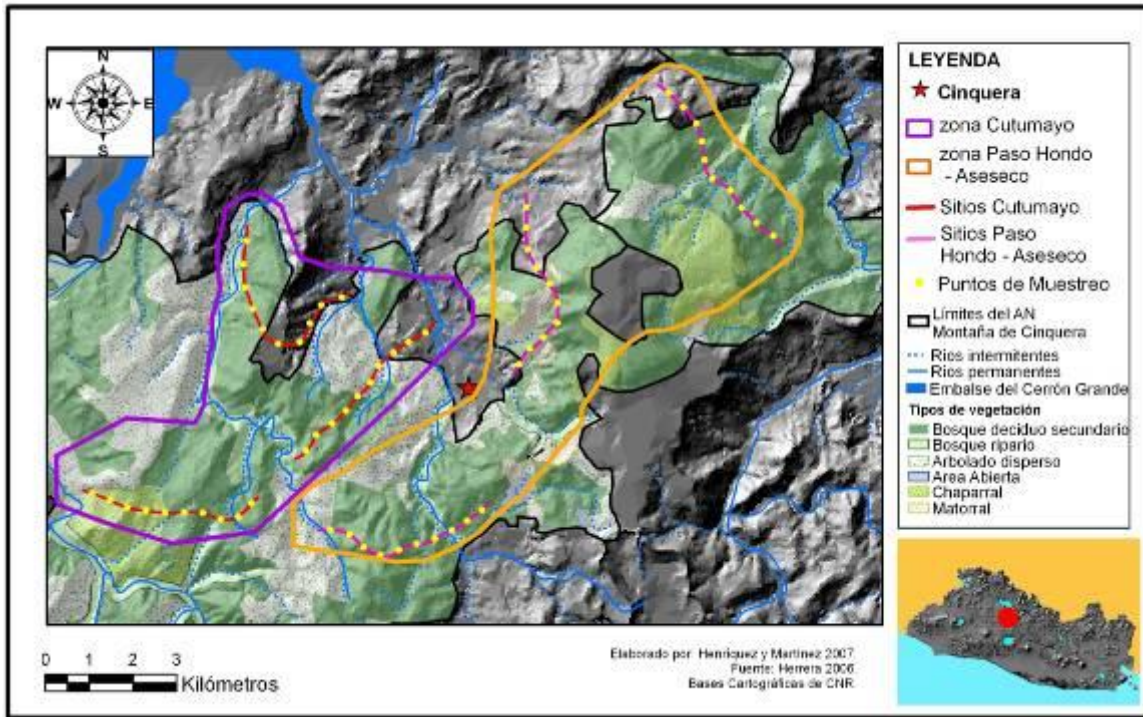 N
W
E
S
LEYENDA
Cinquera
zona Cutumayo
zona Paso Hondo
- Aseseco
Sitios Cutumayo
Sitios Paso
Hondo - Aseseco
Puntos de Muestreo
Límites del AN
Montaña de Cinquera
Rios intermitentes
Rios permanentes
Embalse del Cerrón Grande
Tipos de vegetación
Bosque deciduo secundario
Bosque ripario
Arbolado disperso
Area Abierta
Chaparral
Matorral
0 1 2 3
Kilómetros
Elaborado por: Henríquez y Martínez 2007.
Fuente: Herrera 2006.
Bases Cartográficas de CNR.